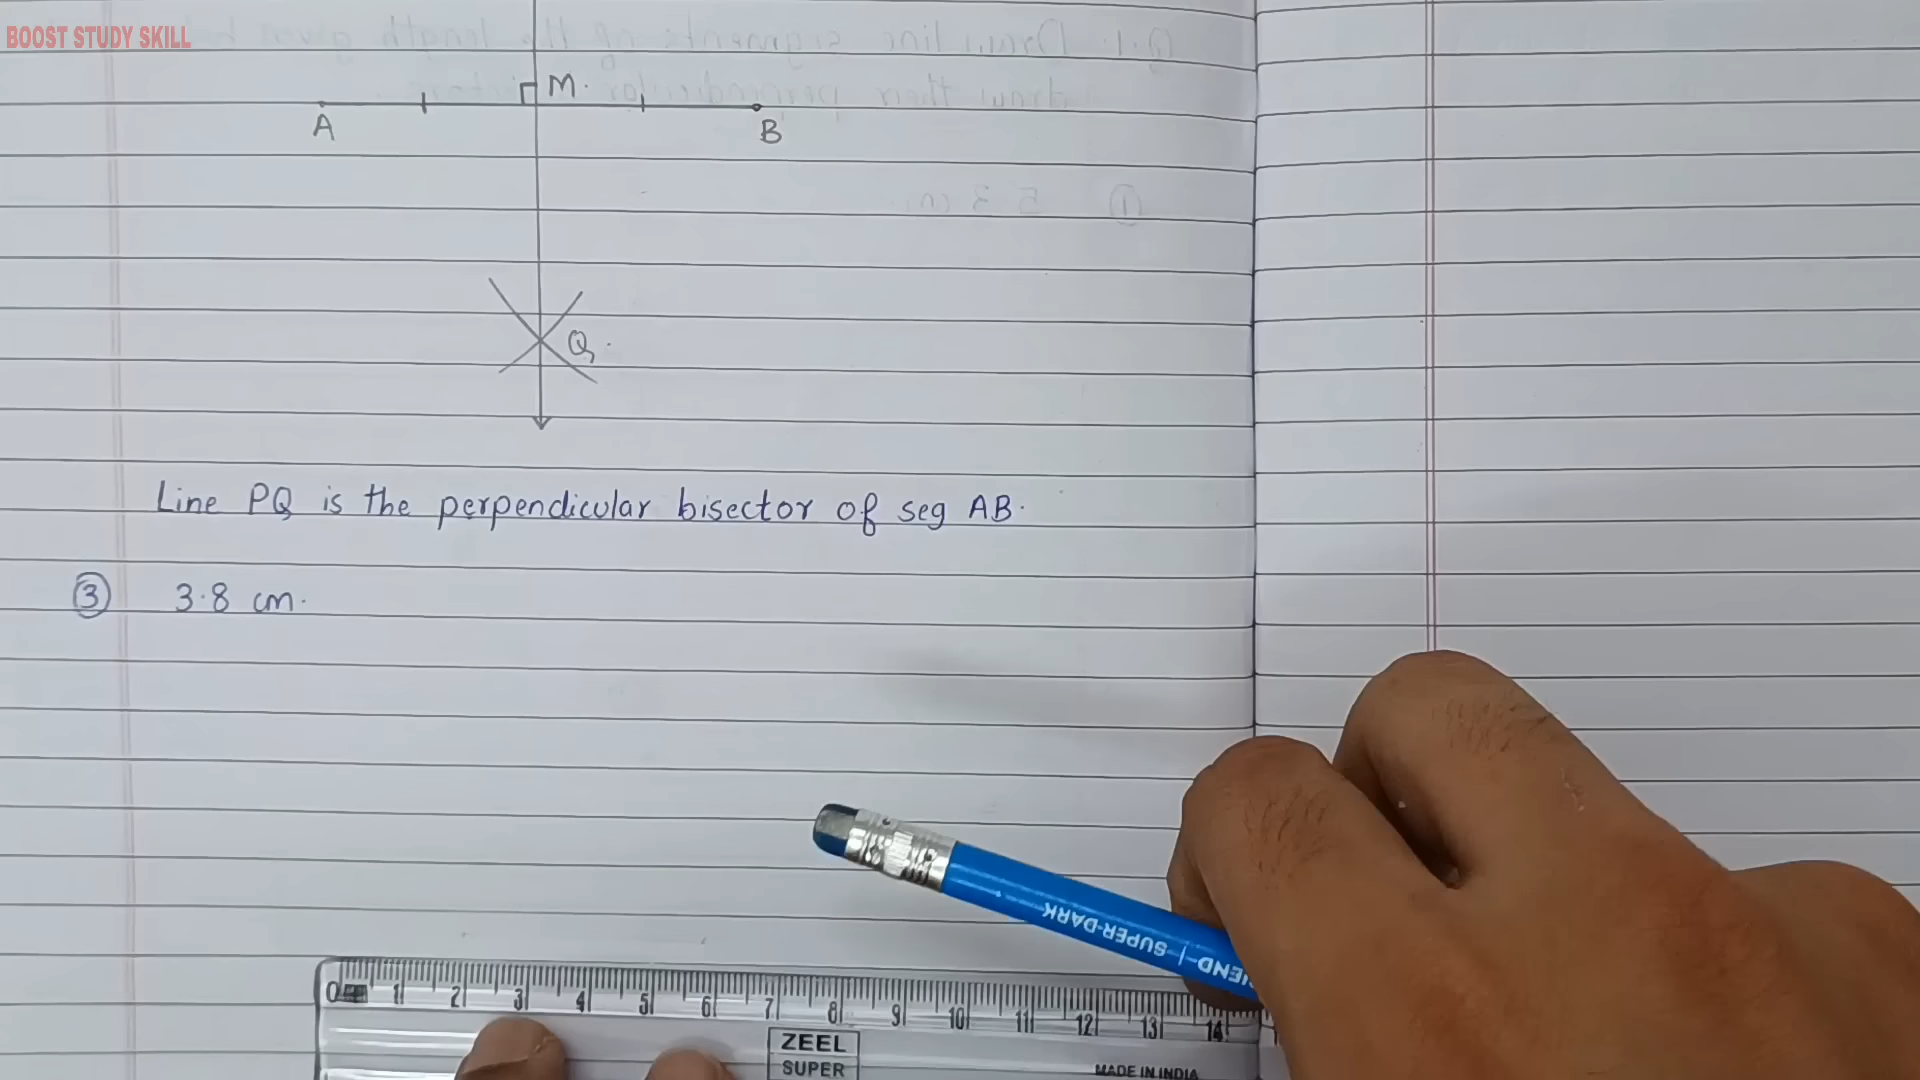 BOOST STUDY SKILL
M.
A
B
Q.
Line PQ is the perpendicular bisector of seg AB.
③ 3.8 cm.
0 1 2 3 4 5 6 7 8 9 10 11 12 13 14
ZEEL
SUPER
MADE IN INDIA
SUPER-DARK